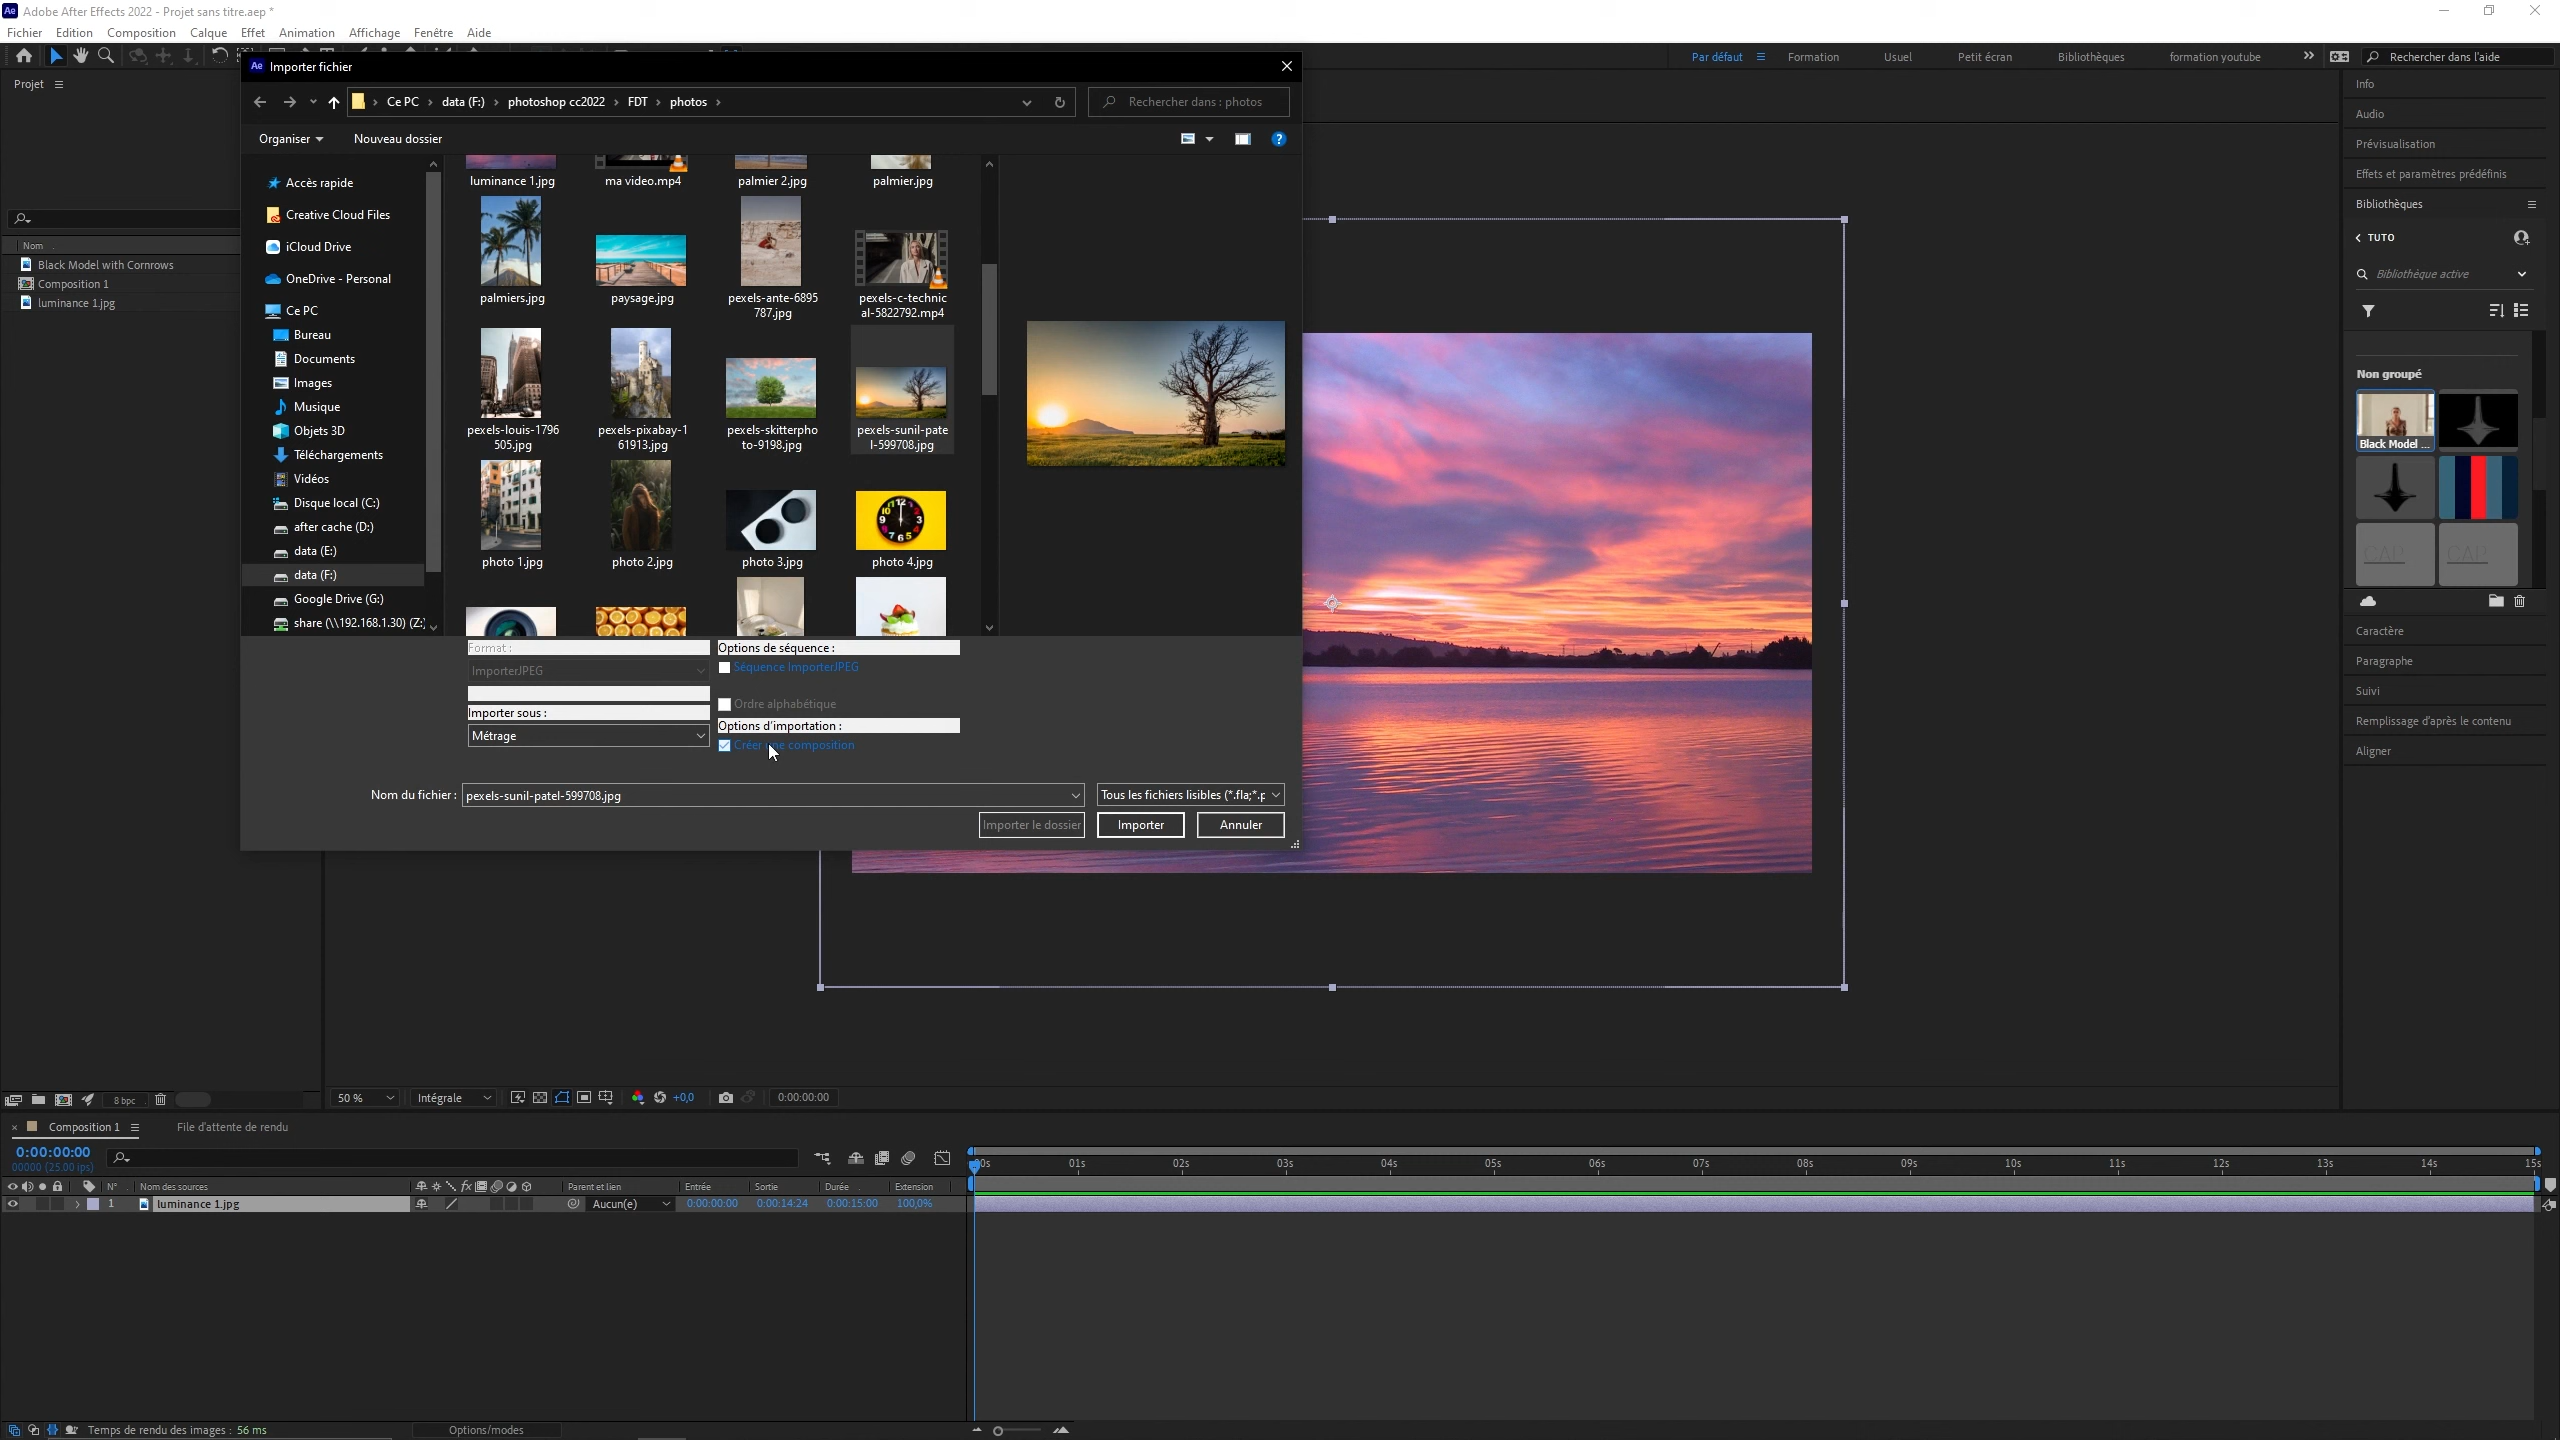 Adobe After Effects 2022 - Projet sans titre.aep *
Fichier Edition Composition Calque Effet Animation Affichage Fenêtre Aide
Par défaut Formation Usuel Petit écran Bibliothèques formation youtube Rechercher dans l'aide
Projet
Importer fichier
Ce PC data (F:) photoshop cc2022 FDT photos
Rechercher dans : photos
Organiser Nouveau dossier
Nom
Black Model with Cornrows
Composition 1
luminance 1.jpg
Accès rapide
Creative Cloud Files
iCloud Drive
OneDrive - Personal
Ce PC
Bureau
Documents
Images
Musique
Objets 3D
Téléchargements
Vidéos
Disque local (C:)
after cache (D:)
data (E:)
data (F:)
Google Drive (G:)
share (\\192.168.1.30) (Z:)
luminance 1.jpg ma video.mp4 palmier 2.jpg palmier.jpg
palmiers.jpg paysage.jpg pexels-ante-6895 pexels-c-technic
787.jpg al-5822792.mp4
pexels-louis-1796 pexels-pixabay-1 pexels-skitterpho pexels-sunil-pate
505.jpg 61913.jpg to-9198.jpg l-599708.jpg
photo 1.jpg photo 2.jpg photo 3.jpg photo 4.jpg
Format :
ImporterJPEG
Importer sous :
Métrage
Options de séquence :
Séquence ImporterJPEG
Ordre alphabétique
Options d'importation :
Créer une composition
Nom du fichier : pexels-sunil-patel-599708.jpg Tous les fichiers lisibles (*.fla;*.p
Importer le dossier Importer Annuler
Info
Audio
Prévisualisation
Effets et paramètres prédéfinis
Bibliothèques
TUTO
Bibliothèque active
Non groupé
Black Model ...
CAP CAP
Caractère
Paragraphe
Suivi
Remplissage d'après le contenu
Aligner
8 bpc
50 % Intégrale +0,0 0:00:00:00
Composition 1 File d'attente de rendu
0:00:00:00
00000 (25.00 ips)
00s 01s 02s 03s 04s 05s 06s 07s 08s 09s 10s 11s 12s 13s 14s 15s
N° Nom des sources Parent et lien Entrée Sortie Durée Extension
1 luminance 1.jpg Aucun(e) 0:00:00:00 0:00:14:24 0:00:15:00 100,0%
Temps de rendu des images : 56 ms Options/modes